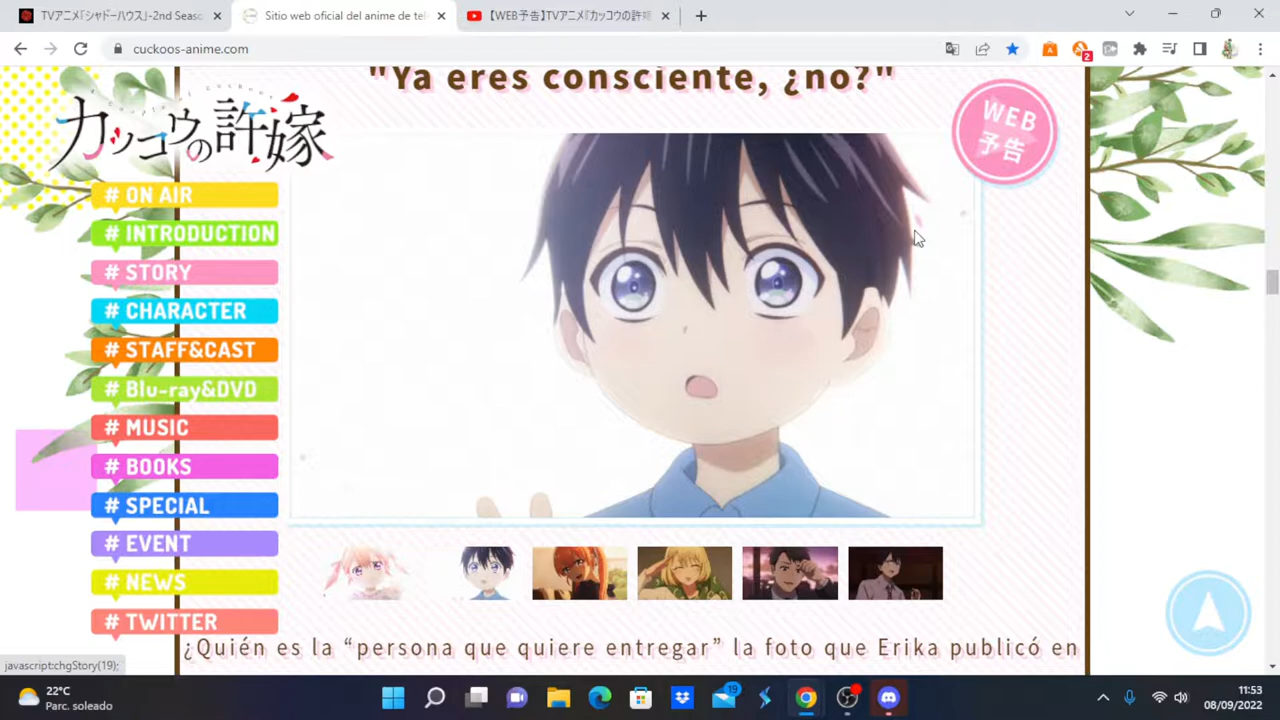 TVアニメ「シャドーハウス」-2nd Seaso
Sitio web oficial del anime de tel
【WEB予告】TVアニメ『カッコウの許嫁
cuckoos-anime.com
2
"Ya eres consciente, ¿no?"
カッコウの許嫁
WEB
予告
# ON AIR
# INTRODUCTION
# STORY
# CHARACTER
# STAFF&CAST
# Blu-ray&DVD
# MUSIC
# BOOKS
# SPECIAL
# EVENT
# NEWS
# TWITTER
¿Quién es la “persona que quiere entregar” la foto que Erika publicó en
javascript:chgStory(19);
22°C
Parc. soleado
19
11:53
08/09/2022